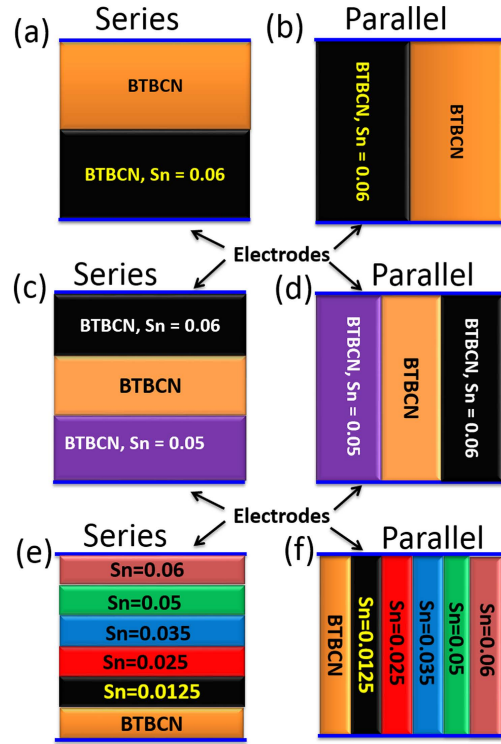 (a) Series
BTBCN
BTBCN, Sn = 0.06
(b) Parallel
BTBCN, Sn = 0.06
BTBCN
Electrodes
(c) Series
BTBCN, Sn = 0.06
BTBCN
BTBCN, Sn = 0.05
(d) Parallel
BTBCN, Sn = 0.05
BTBCN
BTBCN, Sn = 0.06
Electrodes
(e) Series
Sn=0.06
Sn=0.05
Sn=0.035
Sn=0.025
Sn=0.0125
BTBCN
(f) Parallel
BTBCN
Sn=0.0125
Sn=0.025
Sn=0.035
Sn=0.05
Sn=0.06